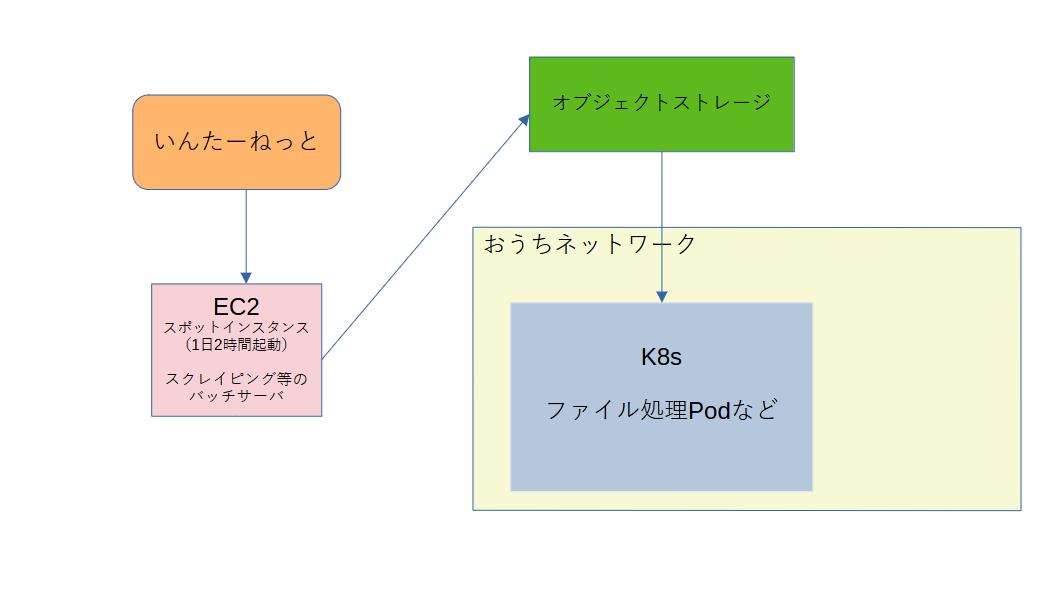 いんたーねっと
オブジェクトストレージ
おうちネットワーク
EC2
スポットインスタンス
（1日2時間起動）
スクレイピング等の
バッチサーバ
K8s
ファイル処理Podなど